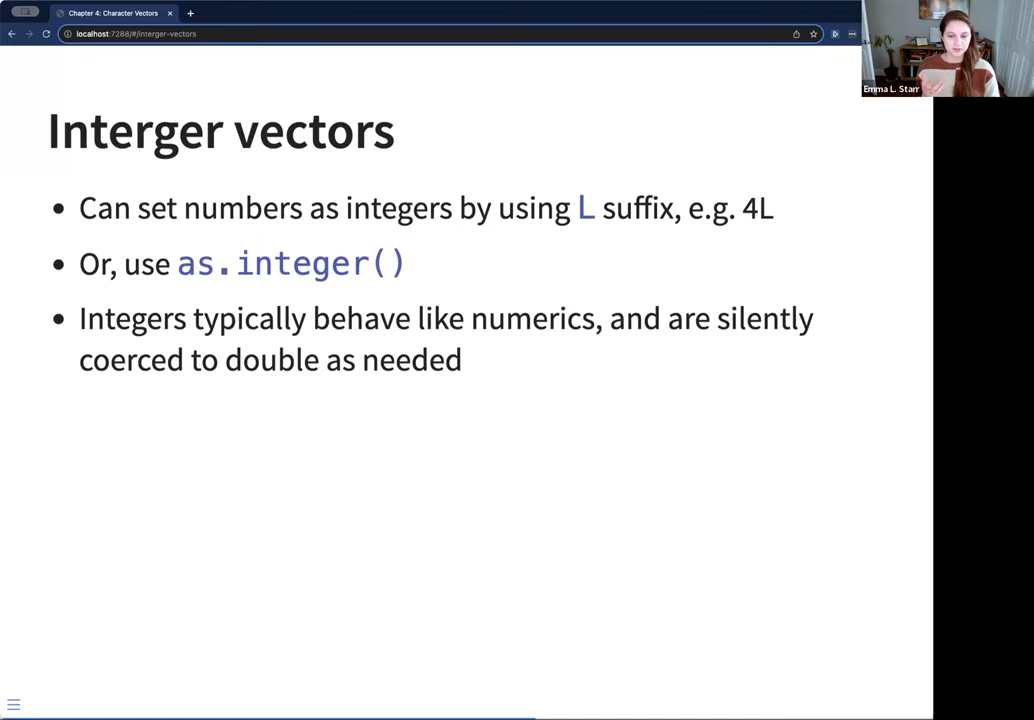 Chapter 4: Character Vectors
localhost:7288/#/interger-vectors
Emma L. Starr
Interger vectors
Can set numbers as integers by using L suffix, e.g. 4L
Or, use as.integer()
Integers typically behave like numerics, and are silently
coerced to double as needed